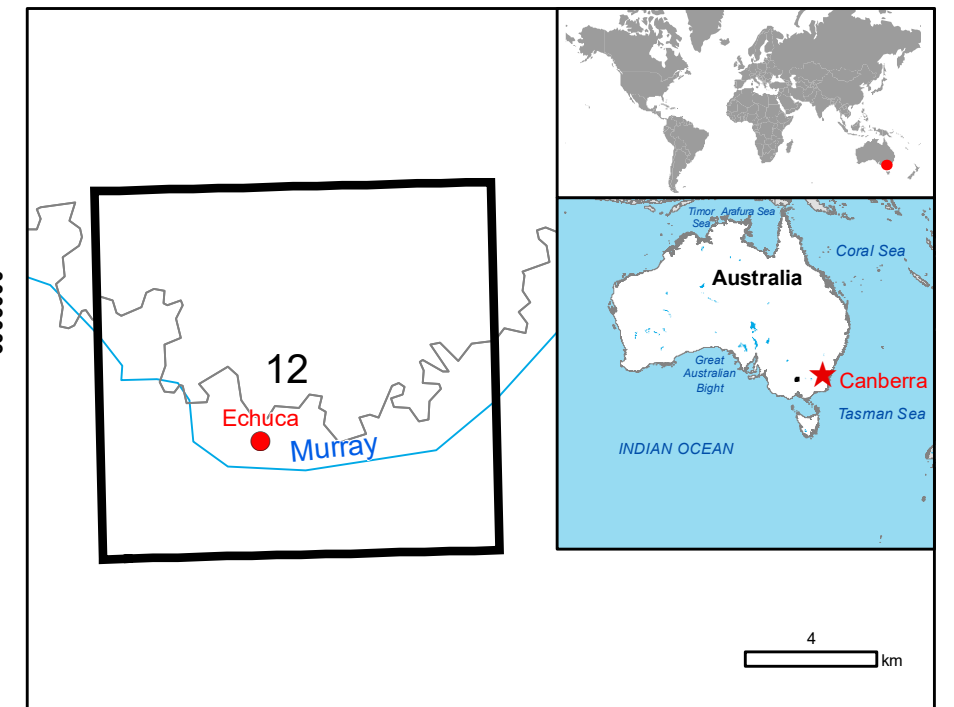 Timor Arafura Sea
Sea
Coral Sea
Australia
Great
Australian
Bight
Canberra
Tasman Sea
INDIAN OCEAN
12
Echuca
Murray
4
km